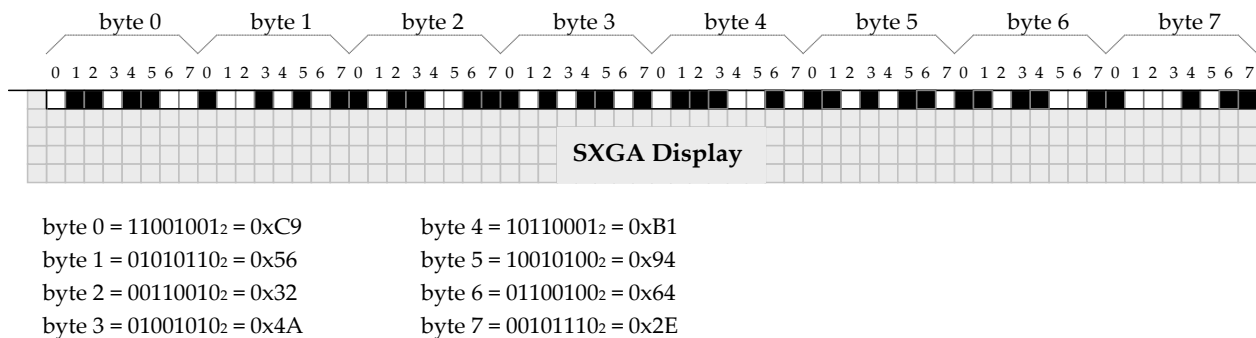 byte 0 byte 1 byte 2 byte 3 byte 4 byte 5 byte 6 byte 7
0 1 2 3 4 5 6 7 0 1 2 3 4 5 6 7 0 1 2 3 4 5 6 7 0 1 2 3 4 5 6 7 0 1 2 3 4 5 6 7 0 1 2 3 4 5 6 7 0 1 2 3 4 5 6 7 0 1 2 3 4 5 6 7
SXGA Display
byte 0 = 11001001₂ = 0xC9 byte 4 = 10110001₂ = 0xB1
byte 1 = 01010110₂ = 0x56 byte 5 = 10010100₂ = 0x94
byte 2 = 00110010₂ = 0x32 byte 6 = 01100100₂ = 0x64
byte 3 = 01001010₂ = 0x4A byte 7 = 00101110₂ = 0x2E